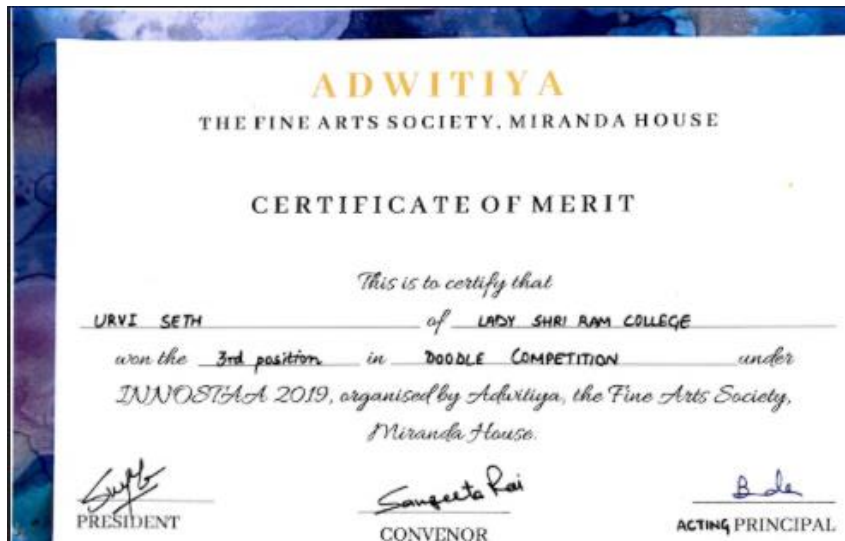 ADWITIYA
THE FINE ARTS SOCIETY, MIRANDA HOUSE
CERTIFICATE OF MERIT
This is to certify that
URVI SETH of LADY SHRI RAM COLLEGE
won the 3rd position in DOODLE COMPETITION under
INNOSTAA 2019, organised by Adwitiya, the Fine Arts Society,
Miranda House.
Sangeeta Rai
PRESIDENT CONVENOR ACTING PRINCIPAL